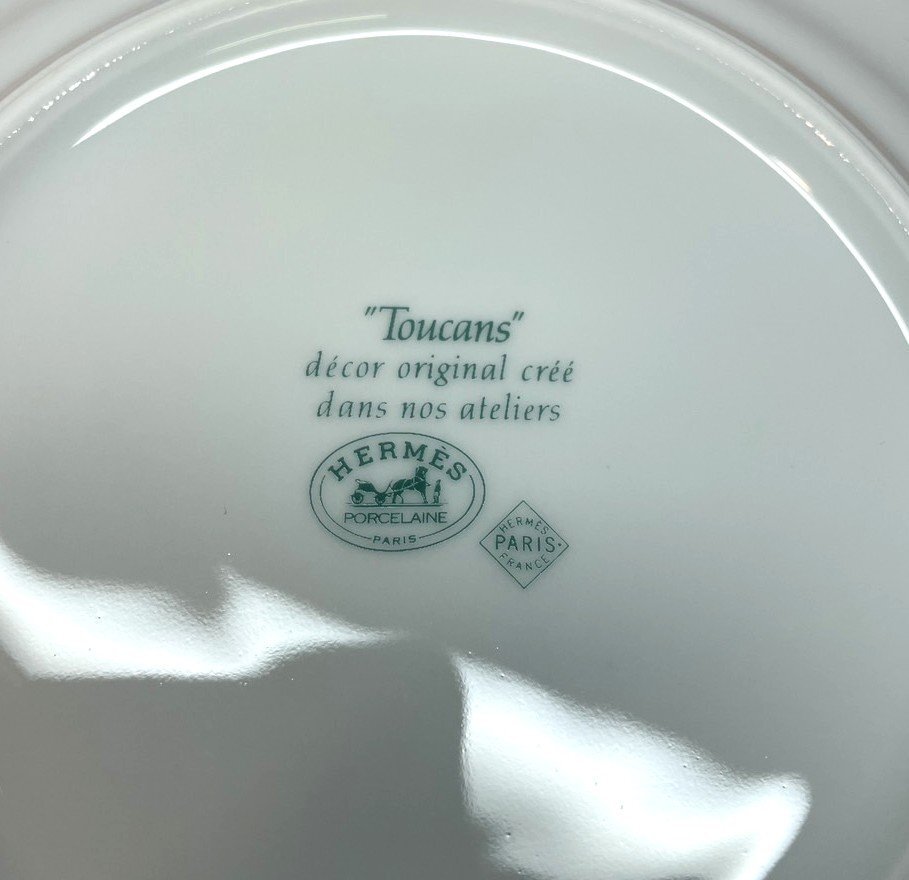 "Toucans"
décor original créé
dans nos ateliers
HERMÈS
PORCELAINE
PARIS
HERMÈS
PARIS
FRANCE